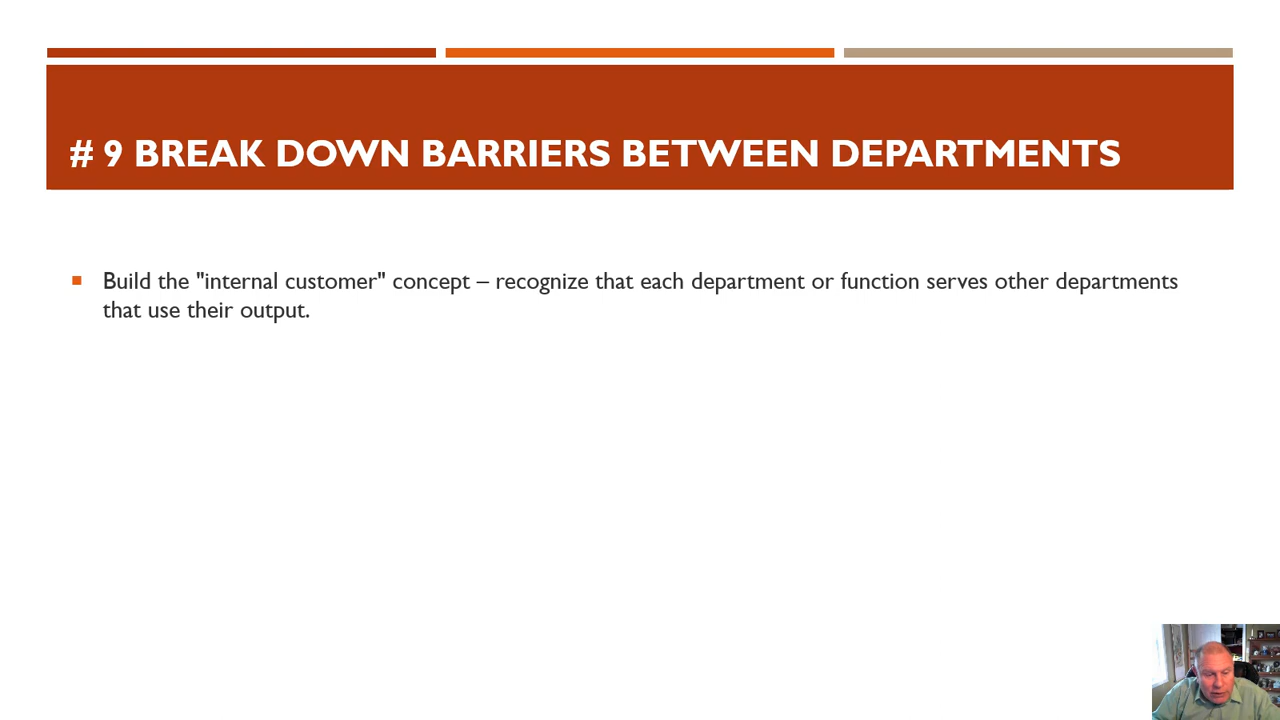 # 9 BREAK DOWN BARRIERS BETWEEN DEPARTMENTS
Build the "internal customer" concept – recognize that each department or function serves other departments
that use their output.